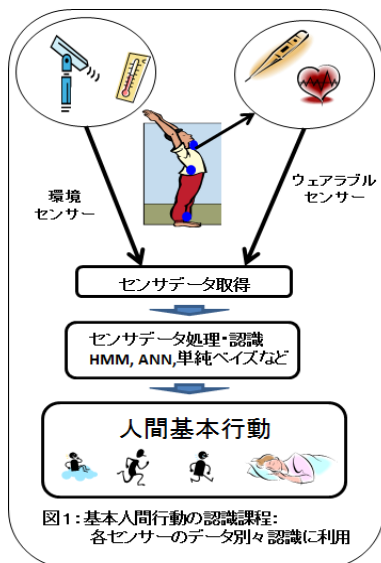 環境
センサー
ウェアラブル
センサー
センサデータ取得
センサデータ処理・認識
HMM, ANN,単純ベイズなど
人間基本行動
図1：基本人間行動の認識課程：
各センサーのデータ別々認識に利用